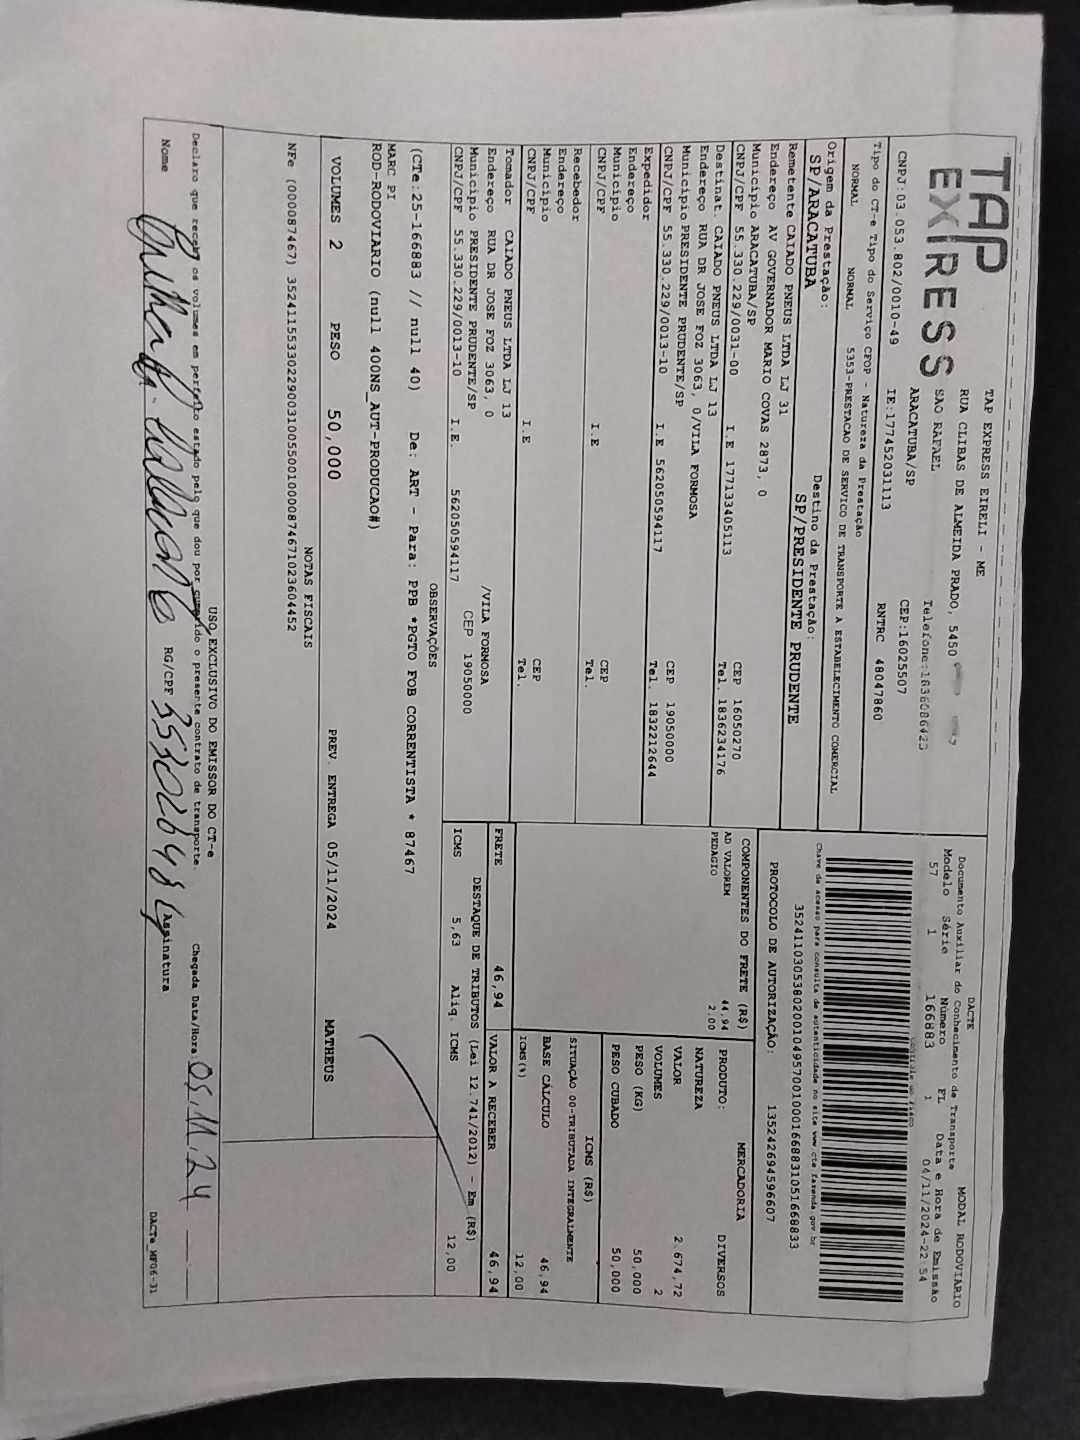 TAP
EXPRESS
TAP EXPRESS EIRELI - ME
RUA CLIBAS DE ALMEIDA PRADO, 5450
SAO RAFAEL Telefone:1836086423
ARACATUBA/SP CEP:16025507
CNPJ:03.053.802/0010-49 IE:177452031113 RNTRC 48047860
DACTE MODAL RODOVIÁRIO
Documento Auxiliar do Conhecimento de Transporte
Modelo Série Número FL Data e Hora de Emissão
57 1 166883 1 04/11/2024-22:54
Chave de acesso para consulta de autenticidade no site www.cte.fazenda.gov.br
35241103053802001049570010001668831051668833
PROTOCOLO DE AUTORIZAÇÃO: 135242694596607
Tipo do CT-e Tipo do Serviço CFOP - Natureza da Prestação
NORMAL NORMAL 5353-PRESTACAO DE SERVICO DE TRANSPORTE A ESTABELECIMENTO COMERCIAL
Origem da Prestação: Destino da Prestação:
SP/ARACATUBA SP/PRESIDENTE PRUDENTE
Remetente CAIADO PNEUS LTDA LJ 31
Endereço AV GOVERNADOR MARIO COVAS 2873, 0
Município ARACATUBA/SP CEP 16050270
CNPJ/CPF 55.330.229/0031-00 I.E 177133405113 Tel. 1836234176
Destinat. CAIADO PNEUS LTDA LJ 13
Endereço RUA DR JOSE FOZ 3063, 0/VILA FORMOSA
Município PRESIDENTE PRUDENTE/SP CEP 19050000
CNPJ/CPF 55.330.229/0013-10 I.E 562050594117 Tel. 1832212644
Expedidor
Endereço
Município CEP
CNPJ/CPF I.E Tel.
Recebedor
Endereço
Município CEP
CNPJ/CPF I.E Tel.
Tomador CAIADO PNEUS LTDA LJ 13
Endereço RUA DR JOSE FOZ 3063, 0 /VILA FORMOSA
Município PRESIDENTE PRUDENTE/SP CEP 19050000
CNPJ/CPF 55.330.229/0013-10 I.E. 562050594117
COMPONENTES DO FRETE (R$)
AD VALOREM 44,94
PEDAGIO 2,00
MERCADORIA
PRODUTO: DIVERSOS
NATUREZA
VALOR 2.674,72
VOLUMES 2
PESO (KG) 50,000
PESO CUBADO 50,000
ICMS (R$)
SITUAÇÃO 00-TRIBUTADA INTEGRALMENTE
BASE CÁLCULO 46,94
ICMS(%) 12,00
FRETE 46,94 VALOR A RECEBER 46,94
DESTAQUE DE TRIBUTOS (Lei 12.741/2012) - Em (R$)
ICMS 5,63 Aliq. ICMS 12,00
OBSERVAÇÕES
(CTe:25-166883 // null 40) De: ART - Para: PPB *PGTO FOB CORRENTISTA * 87467
MARC PI
ROD-RODOVIARIO (null 400NS_AUT-PRODUCAO#)
VOLUMES 2 PESO 50,000 PREV. ENTREGA 05/11/2024 MATHEUS
NOTAS FISCAIS
NFe (000087467) 35241155330229003100550010000874671023604452
USO EXCLUSIVO DO EMISSOR DO CT-e
Declaro que recebi os volumes em perfeito estado pelo que dou por cumprido o presente contrato de transporte. Chegada Data/Hora 05.11.24
Nome RG/CPF Assinatura
DACTe_MF06-31